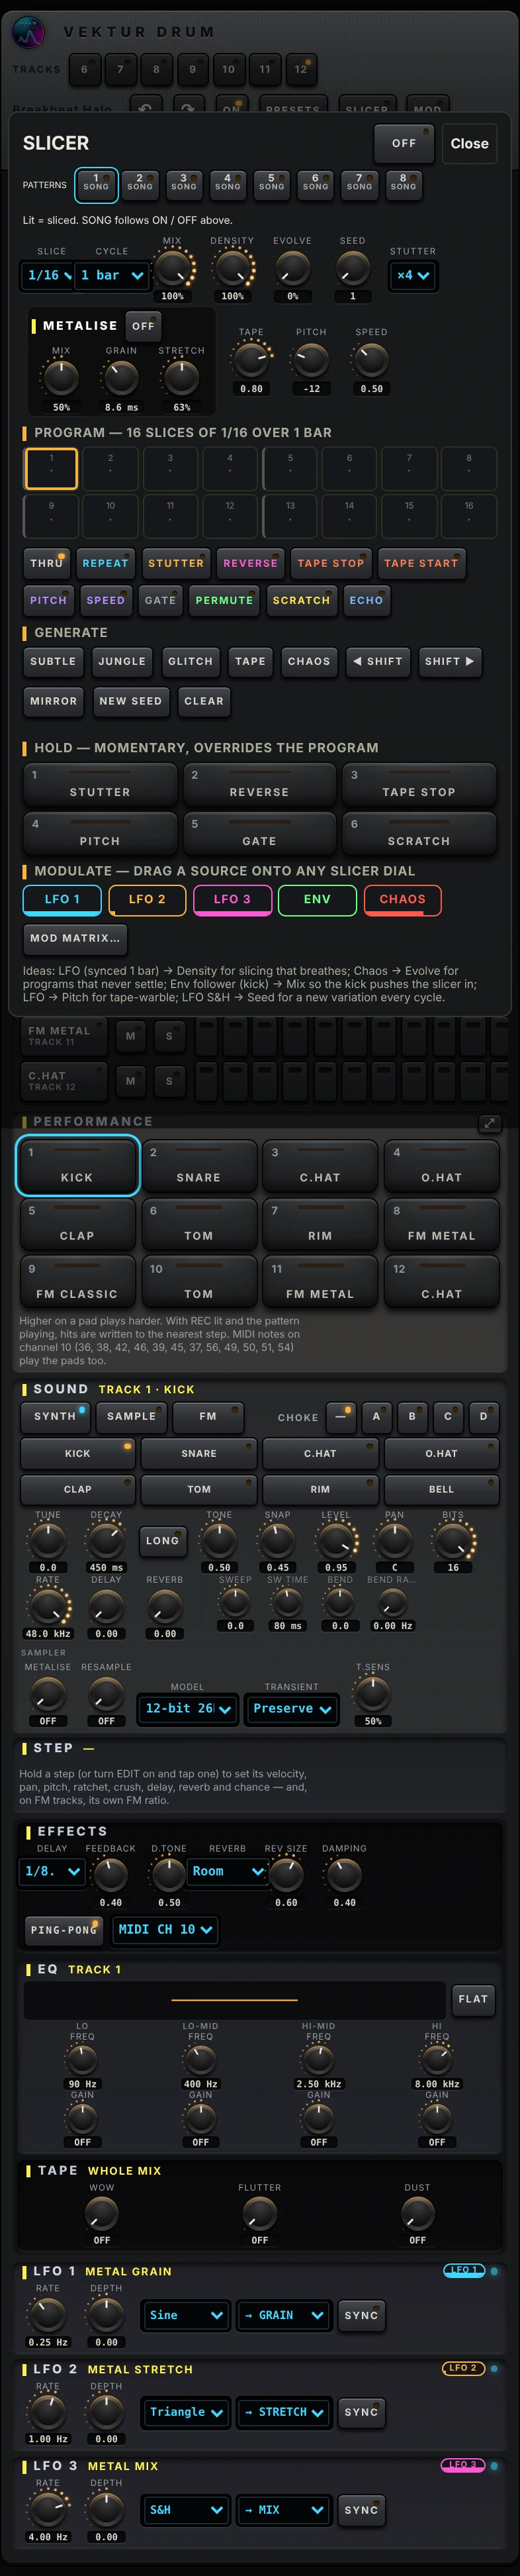 VEKTUR DRUM
TRACKS 6 7 8 9 10 11 12
Breakbeat Halo ON PRESETS SLICER MOD
SLICER OFF Close
PATTERNS 1 SONG 2 SONG 3 SONG 4 SONG 5 SONG 6 SONG 7 SONG 8 SONG
Lit = sliced. SONG follows ON / OFF above.
SLICE CYCLE MIX DENSITY EVOLVE SEED STUTTER
1/16 1 bar ×4
100% 100% 0% 1
METALISE OFF
TAPE PITCH SPEED
MIX GRAIN STRETCH
0.80 -12 0.50
50% 8.6 ms 63%
PROGRAM — 16 SLICES OF 1/16 OVER 1 BAR
1 2 3 4 5 6 7 8
9 10 11 12 13 14 15 16
THRU REPEAT STUTTER REVERSE TAPE STOP TAPE START
PITCH SPEED GATE PERMUTE SCRATCH ECHO
GENERATE
SUBTLE JUNGLE GLITCH TAPE CHAOS ◀ SHIFT SHIFT ▶
MIRROR NEW SEED CLEAR
HOLD — MOMENTARY, OVERRIDES THE PROGRAM
1 STUTTER 2 REVERSE 3 TAPE STOP
4 PITCH 5 GATE 6 SCRATCH
MODULATE — DRAG A SOURCE ONTO ANY SLICER DIAL
LFO 1 LFO 2 LFO 3 ENV CHAOS
MOD MATRIX...
Ideas: LFO (synced 1 bar) → Density for slicing that breathes; Chaos → Evolve for
programs that never settle; Env follower (kick) → Mix so the kick pushes the slicer in;
LFO → Pitch for tape-warble; LFO S&H → Seed for a new variation every cycle.
FM METAL
TRACK 11 M S
C.HAT
TRACK 12 M S
PERFORMANCE
1 KICK 2 SNARE 3 C.HAT 4 O.HAT
5 CLAP 6 TOM 7 RIM 8 FM METAL
9 FM CLASSIC 10 TOM 11 FM METAL 12 C.HAT
Higher on a pad plays harder. With REC lit and the pattern
playing, hits are written to the nearest step. MIDI notes on
channel 10 (36, 38, 42, 46, 39, 45, 37, 56, 49, 50, 51, 54)
play the pads too.
SOUND TRACK 1 · KICK
SYNTH SAMPLE FM CHOKE — A B C D
KICK SNARE C.HAT O.HAT
CLAP TOM RIM BELL
TUNE DECAY LONG TONE SNAP LEVEL PAN BITS
0.0 450 ms 0.50 0.45 0.95 C 16
RATE DELAY REVERB SWEEP SW TIME BEND BEND RA...
48.0 kHz 0.00 0.00 0.0 80 ms 0.0 0.00 Hz
SAMPLER
METALISE RESAMPLE MODEL TRANSIENT T.SENS
12-bit 26 Preserve
OFF OFF 50%
STEP —
Hold a step (or turn EDIT on and tap one) to set its velocity,
pan, pitch, ratchet, crush, delay, reverb and chance — and,
on FM tracks, its own FM ratio.
EFFECTS
DELAY FEEDBACK D.TONE REVERB REV SIZE DAMPING
1/8. Room
0.40 0.50 0.60 0.40
PING-PONG MIDI CH 10
EQ TRACK 1
FLAT
LO FREQ LO-MID FREQ HI-MID FREQ HI FREQ
90 Hz 400 Hz 2.50 kHz 8.00 kHz
GAIN GAIN GAIN GAIN
OFF OFF OFF OFF
TAPE WHOLE MIX
WOW FLUTTER DUST
OFF OFF OFF
LFO 1 METAL GRAIN LFO 1
RATE DEPTH
Sine → GRAIN SYNC
0.25 Hz 0.00
LFO 2 METAL STRETCH LFO 2
RATE DEPTH
Triangle → STRETCH SYNC
1.00 Hz 0.00
LFO 3 METAL MIX LFO 3
RATE DEPTH
S&H → MIX SYNC
4.00 Hz 0.00